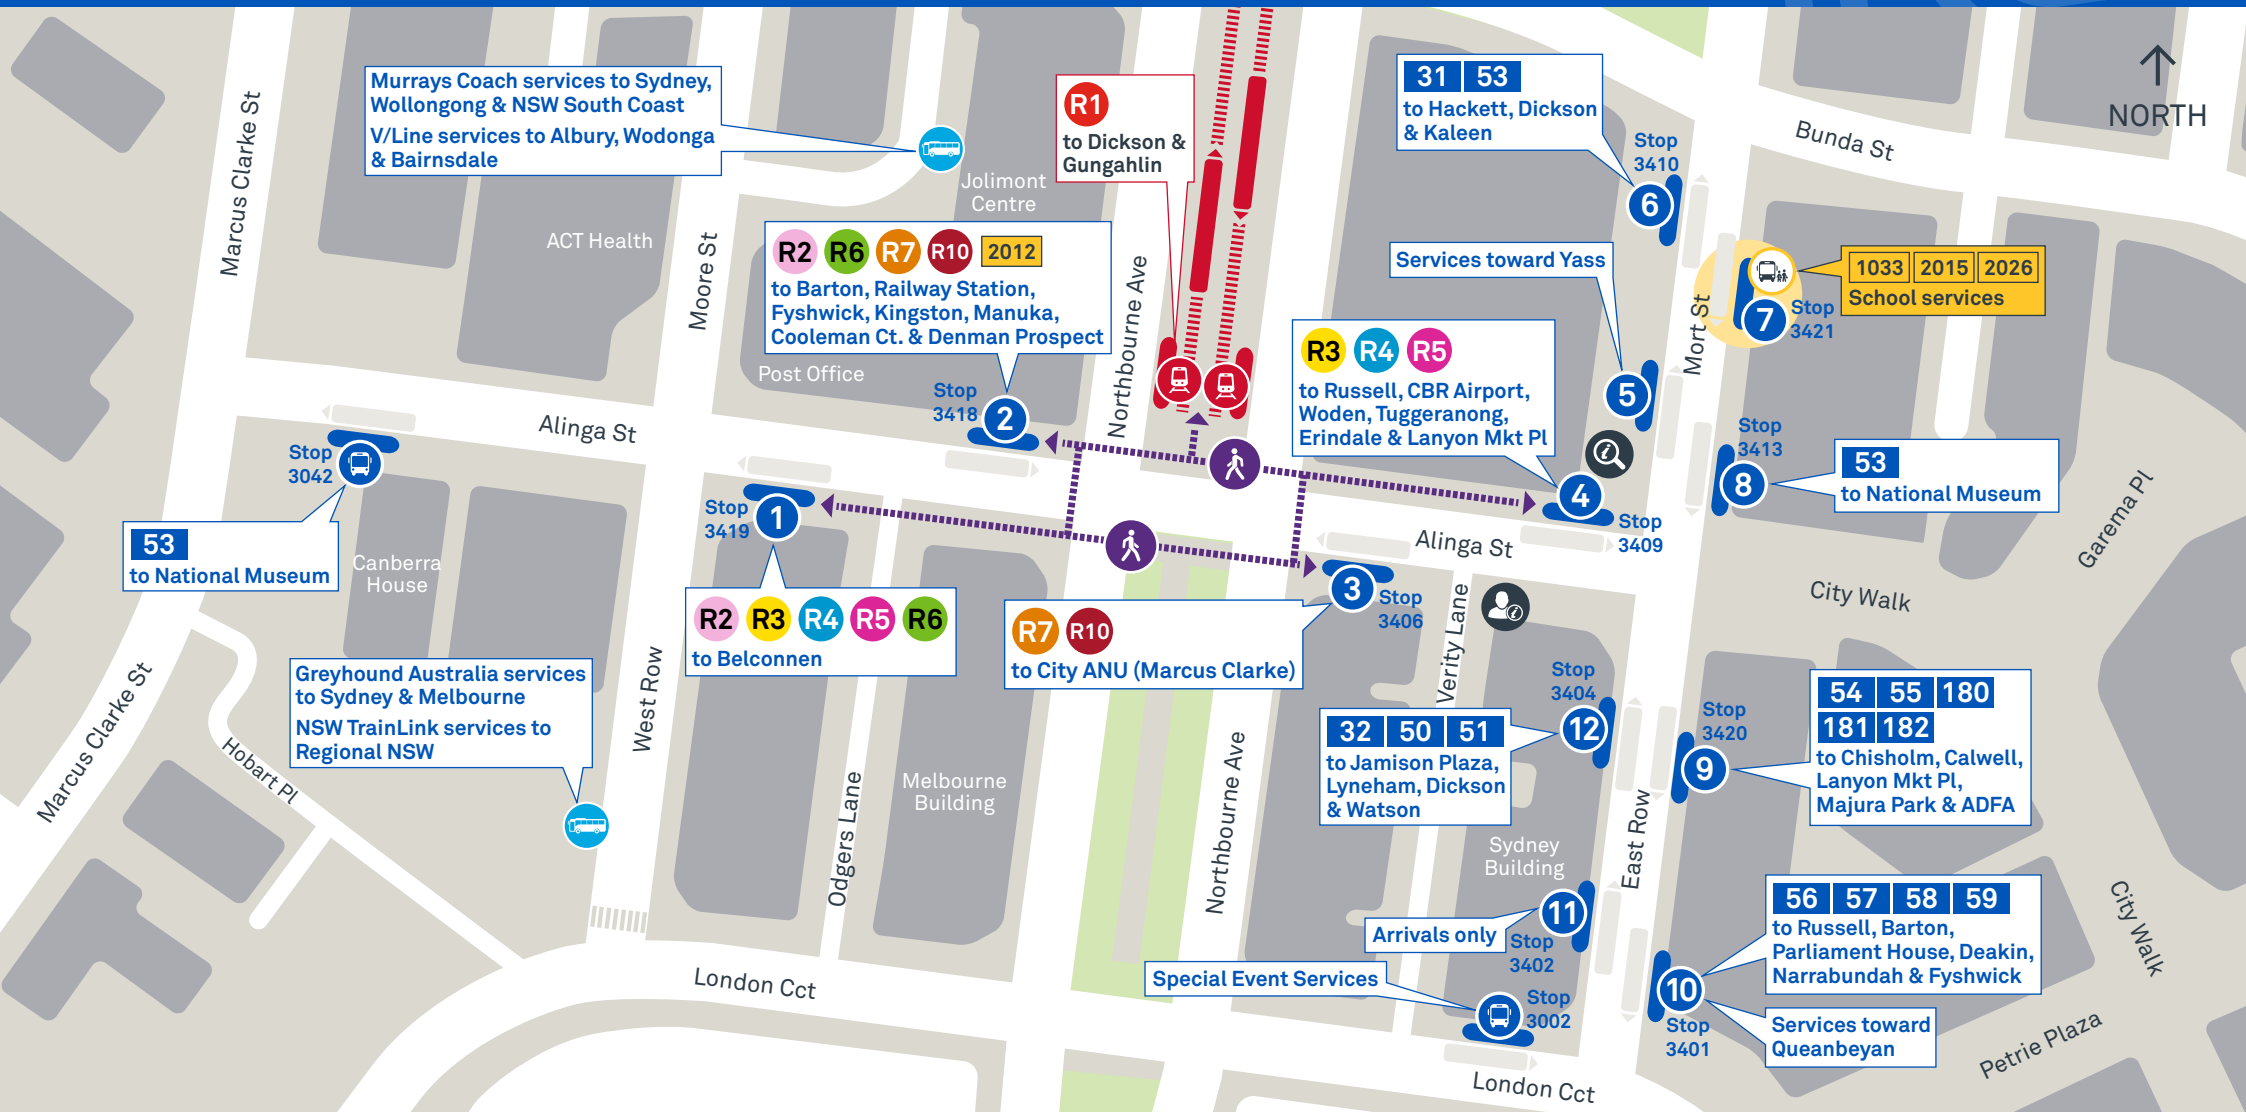 Murrays Coach services to Sydney,
Wollongong & NSW South Coast
V/Line services to Albury, Wodonga
& Bairnsdale
Marcus Clarke St
ACT Health
Moore St
Jolimont
Centre
R1
to Dickson &
Gungahlin
31 53
to Hackett, Dickson
& Kaleen
Stop
3410
6
NORTH
Bunda St
R2 R6 R7 R10 2012
to Barton, Railway Station,
Fyshwick, Kingston, Manuka,
Cooleman Ct. & Denman Prospect
Post Office
Stop
3418
2
Northbourne Ave
Services toward Yass
5
Mort St
1033 2015 2026
School services
7
Stop
3421
R3 R4 R5
to Russell, CBR Airport,
Woden, Tuggeranong,
Erindale & Lanyon Mkt Pl
4
Stop
3409
Stop
3413
8
53
to National Museum
Garema Pl
City Walk
Alinga St
Stop
3042
53
to National Museum
Canberra
House
Stop
3419
1
R2 R3 R4 R5 R6
to Belconnen
R7 R10
to City ANU (Marcus Clarke)
3
Stop
3406
Alinga St
Verity Lane
Greyhound Australia services
to Sydney & Melbourne
NSW TrainLink services to
Regional NSW
Marcus Clarke St
Hobart Pl
West Row
Odgers Lane
Melbourne
Building
Northbourne Ave
32 50 51
to Jamison Plaza,
Lyneham, Dickson
& Watson
Stop
3404
12
Stop
3420
9
54 55 180
181 182
to Chisholm, Calwell,
Lanyon Mkt Pl,
Majura Park & ADFA
Sydney
Building
East Row
11
Arrivals only
Stop
3402
Special Event Services
Stop
3002
56 57 58 59
to Russell, Barton,
Parliament House, Deakin,
Narrabundah & Fyshwick
10
Stop
3401
Services toward
Queanbeyan
City Walk
Petrie Plaza
London Cct
London Cct